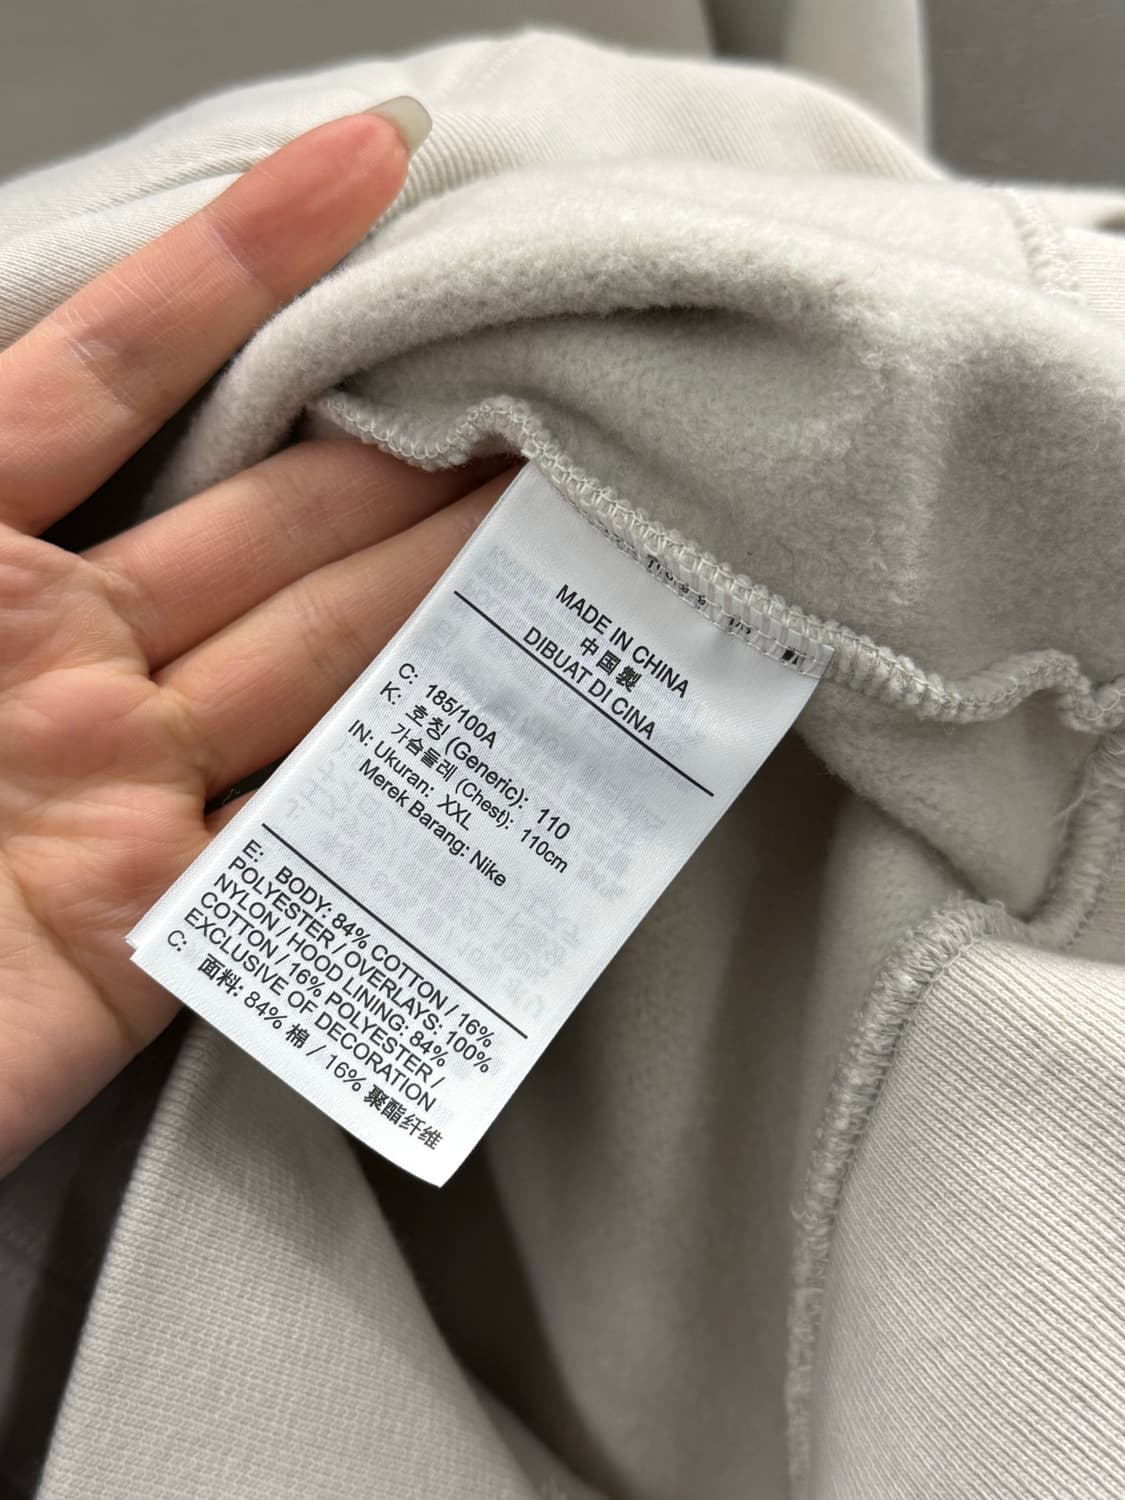 MADE IN CHINA
中国製
DIBUAT DI CINA
C: 185/100A
K: 호칭 (Generic): 110
가슴둘레 (Chest): 110cm
IN: Ukuran: XXL
Merek Barang: Nike
E: BODY: 84% COTTON / 16%
POLYESTER / OVERLAYS: 100%
NYLON / HOOD LINING: 84%
COTTON / 16% POLYESTER /
EXCLUSIVE OF DECORATION
C: 面料: 84% 棉 / 16% 聚酯纤维